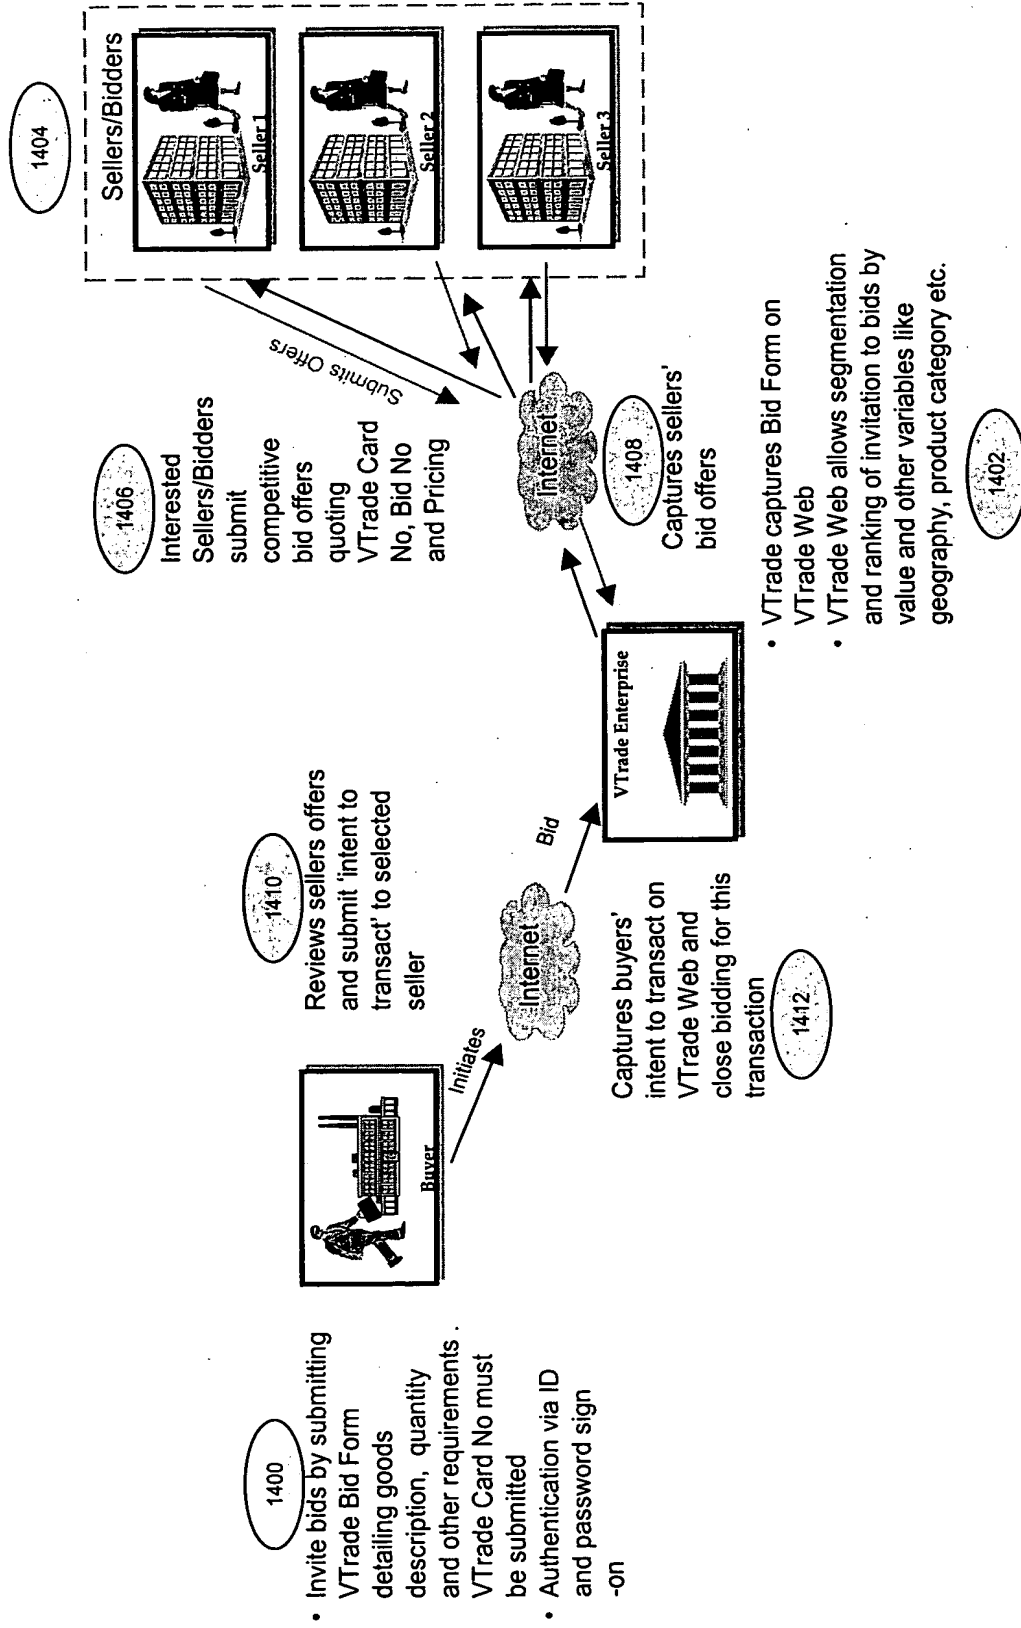 1400
• Invite bids by submitting
VTrade Bid Form
detailing goods
description, quantity
and other requirements.
VTrade Card No must
be submitted
• Authentication via ID
and password sign
-on
Buyer
Initiates
Internet
Bid
1410
Reviews sellers offers
and submit 'intent to
transact' to selected
seller
Captures buyers'
intent to transact on
VTrade Web and
close bidding for this
transaction
1412
VTrade Enterprise
1406
Interested
Sellers/Bidders
submit
competitive
bid offers
quoting
VTrade Card
No, Bid No
and Pricing
Submits Offers
Internet
1408
Captures sellers'
bid offers
• VTrade captures Bid Form on
VTrade Web
• VTrade Web allows segmentation
and ranking of invitation to bids by
value and other variables like
geography, product category etc.
1402
1404
Sellers/Bidders
Seller 1
Seller 2
Seller 3